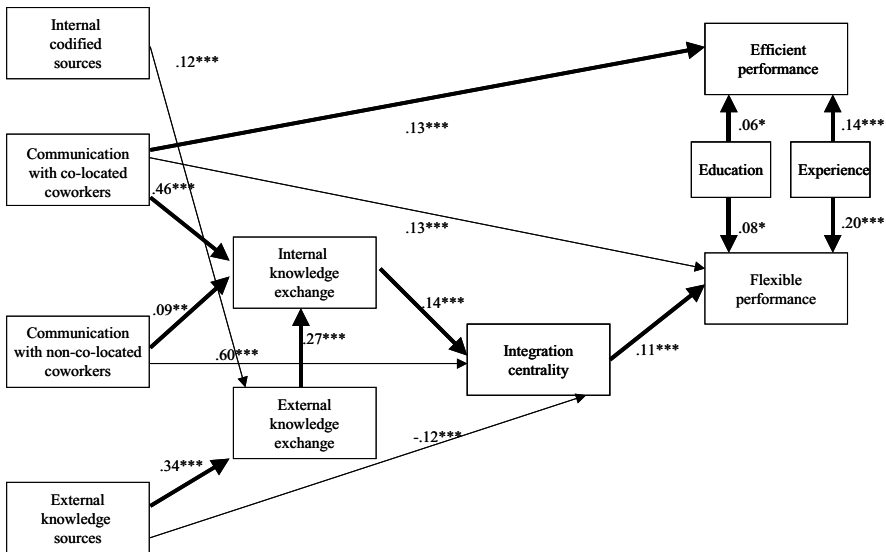 Internal
codified
sources
.12***
Efficient
performance
.13***
.06*
.14***
Communication
with co-located
coworkers
.46***
Education
Experience
.13***
.08*
.20***
Internal
knowledge
exchange
Flexible
performance
.14***
.09**
Communication
with non-co-located
coworkers
.27***
.60***
Integration
centrality
.11***
External
knowledge
exchange
-.12***
.34***
External
knowledge
sources